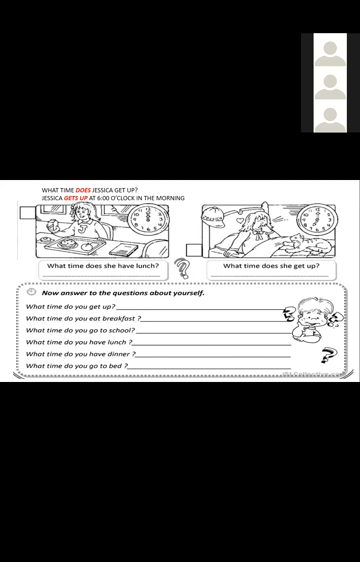 WHAT TIME DOES JESSICA GET UP?
JESSICA GETS UP AT 6:00 O'CLOCK IN THE MORNING
What time does she have lunch?
What time does she get up?
Now answer to the questions about yourself.
What time do you get up?
What time do you eat breakfast ?
What time do you go to school?
What time do you have lunch ?
What time do you have dinner ?
What time do you go to bed ?